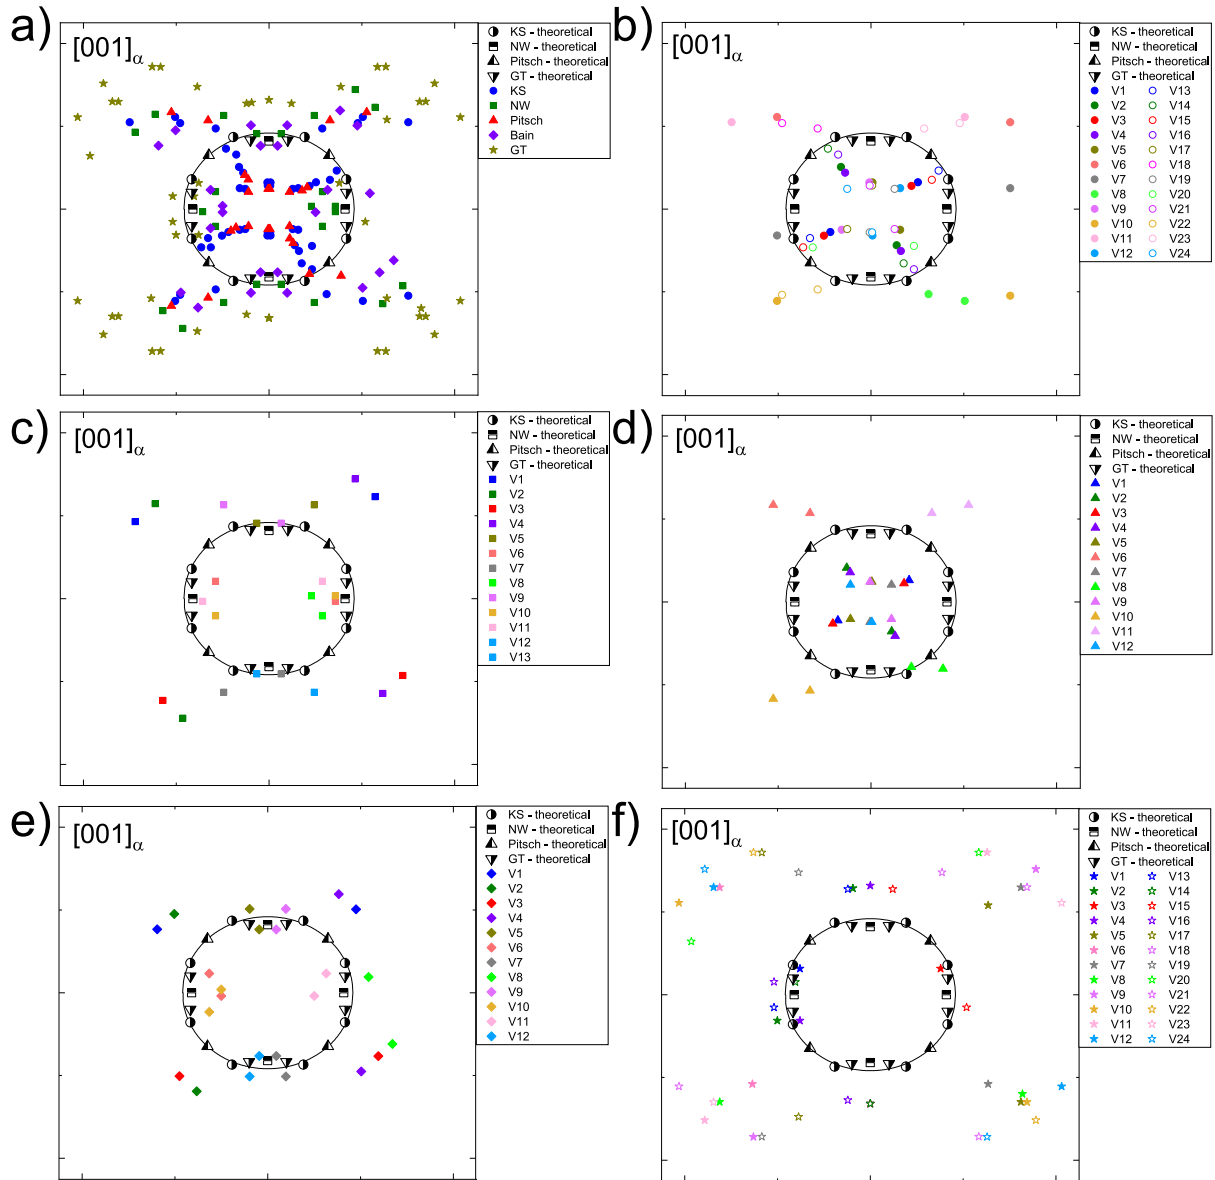 a)
[001]α
KS - theoretical
NW - theoretical
Pitsch - theoretical
GT - theoretical
KS
NW
Pitsch
Bain
GT
b)
[001]α
KS - theoretical
NW - theoretical
Pitsch - theoretical
GT - theoretical
V1 V13
V2 V14
V3 V15
V4 V16
V5 V17
V6 V18
V7 V19
V8 V20
V9 V21
V10 V22
V11 V23
V12 V24
c)
[001]α
KS - theoretical
NW - theoretical
Pitsch - theoretical
GT - theoretical
V1
V2
V3
V4
V5
V6
V7
V8
V9
V10
V11
V12
V13
d)
[001]α
KS - theoretical
NW - theoretical
Pitsch - theoretical
GT - theoretical
V1
V2
V3
V4
V5
V6
V7
V8
V9
V10
V11
V12
e)
[001]α
KS - theoretical
NW - theoretical
Pitsch - theoretical
GT - theoretical
V1
V2
V3
V4
V5
V6
V7
V8
V9
V10
V11
V12
f)
[001]α
KS - theoretical
NW - theoretical
Pitsch - theoretical
GT - theoretical
V1 V13
V2 V14
V3 V15
V4 V16
V5 V17
V6 V18
V7 V19
V8 V20
V9 V21
V10 V22
V11 V23
V12 V24